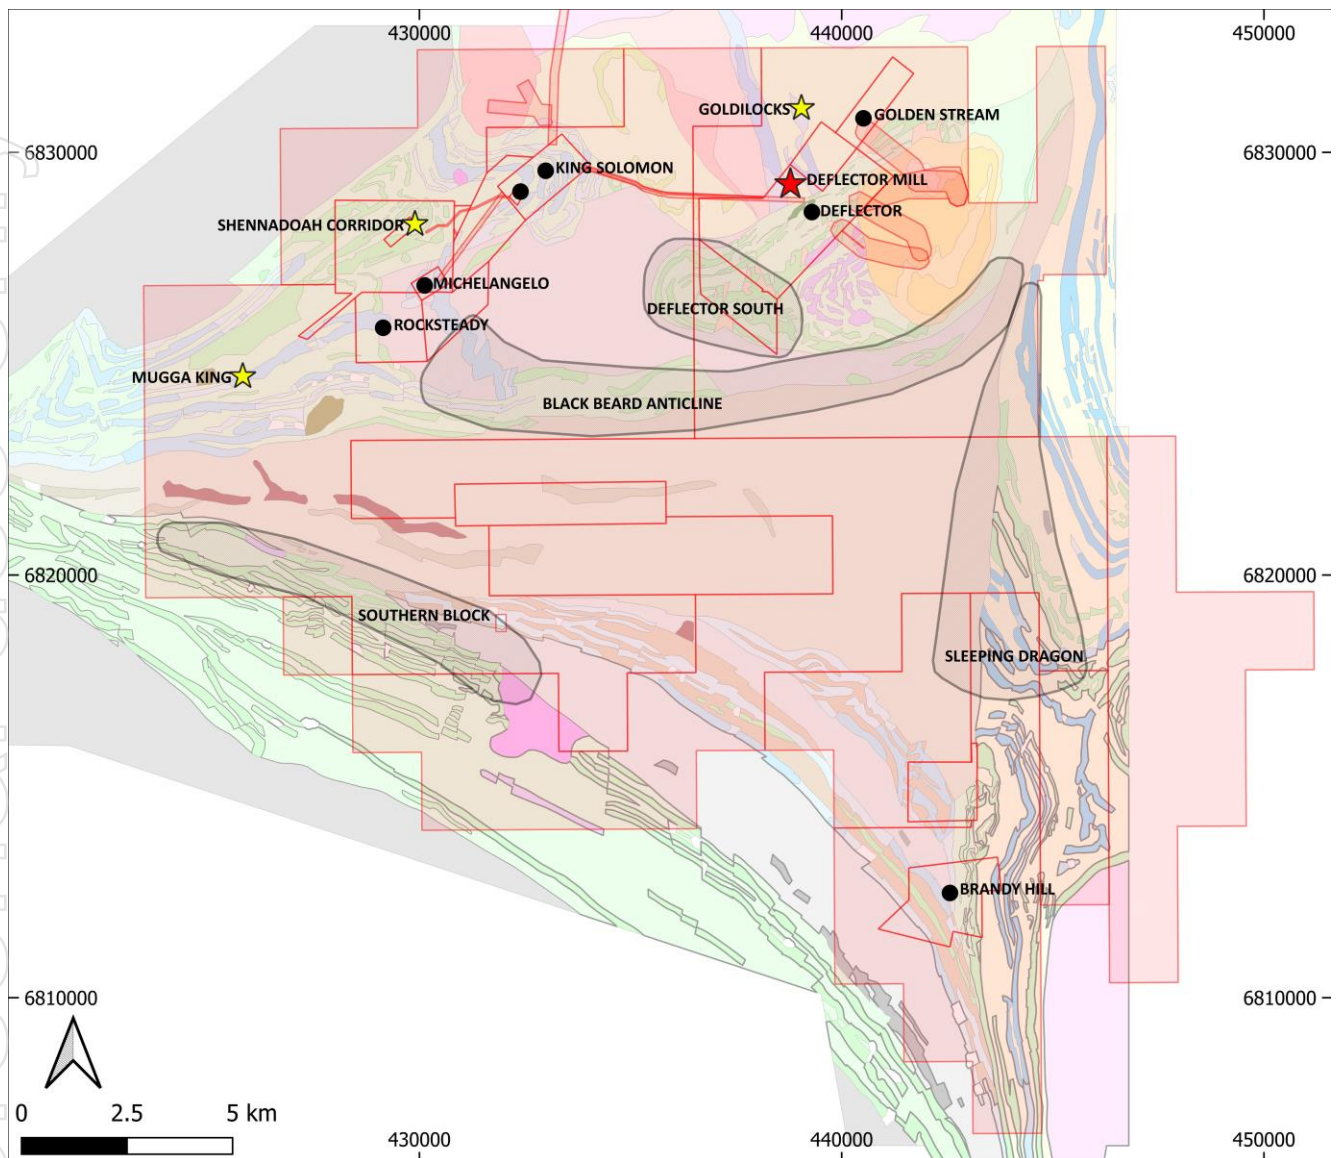 430000
440000
450000
GOLDILOCKS
GOLDEN STREAM
6830000
6830000
KING SOLOMON
DEFLECTOR MILL
DEFLECTOR
SHENNADOAH CORRIDOR
MICHELANGELO
DEFLECTOR SOUTH
ROCKSTEADY
MUGGA KING
BLACK BEARD ANTICLINE
6820000
6820000
SOUTHERN BLOCK
SLEEPING DRAGON
BRANDY HILL
6810000
6810000
0 2.5 5 km
430000
440000
450000